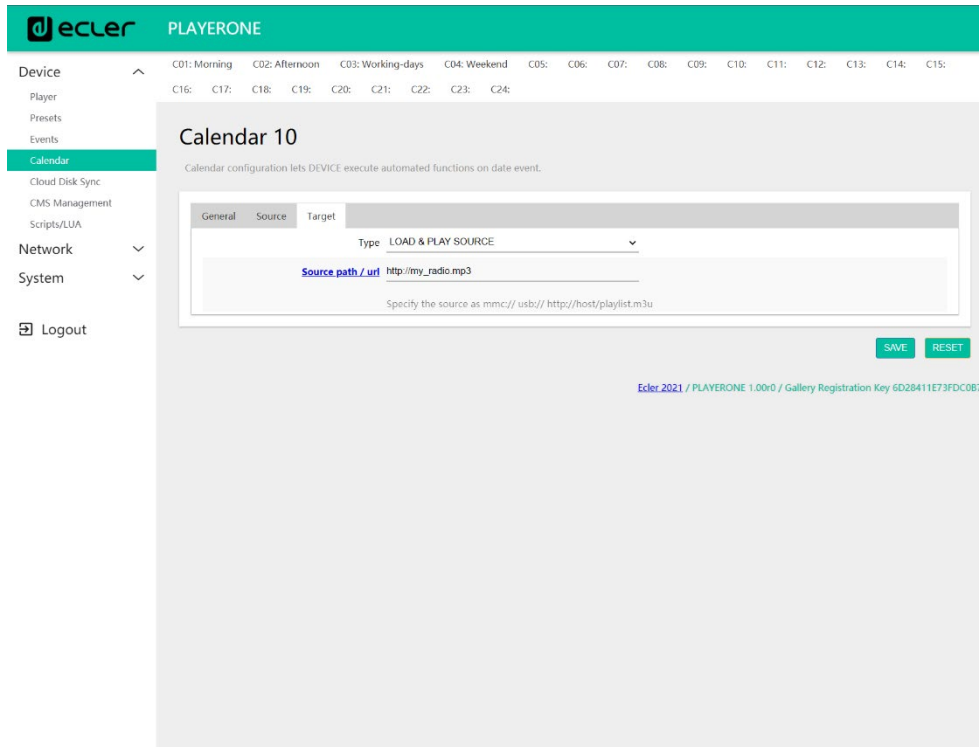 ecler
PLAYERONE
Device
Player
Presets
Events
Calendar
Cloud Disk Sync
CMS Management
Scripts/LUA
Network
System
Logout
C01: Morning C02: Afternoon C03: Working-days C04: Weekend C05: C06: C07: C08: C09: C10: C11: C12: C13: C14: C15:
C16: C17: C18: C19: C20: C21: C22: C23: C24:
Calendar 10
Calendar configuration lets DEVICE execute automated functions on date event.
General Source Target
Type LOAD & PLAY SOURCE
Source path / url http://my_radio.mp3
Specify the source as mmc:// usb:// http://host/playlist.m3u
SAVE RESET
Ecler 2021 / PLAYERONE 1.00r0 / Gallery Registration Key 6D28411E73FDC0B7